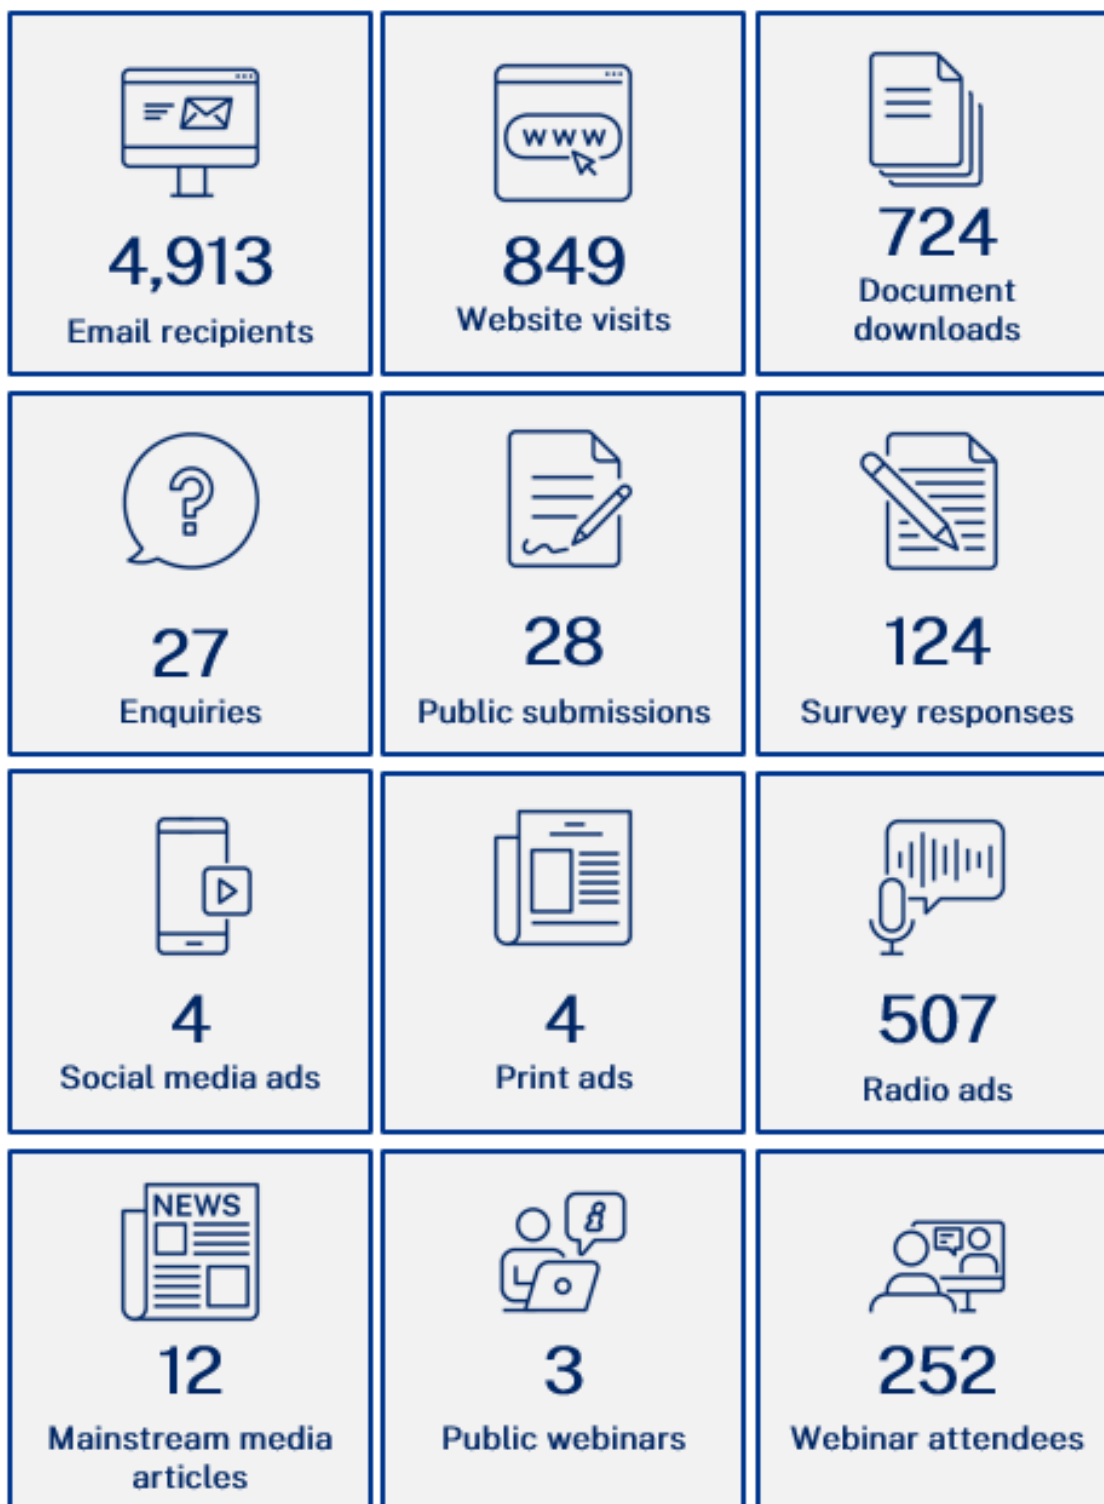 WWW
4,913
Email recipients
849
Website visits
724
Document
downloads
?
27
Enquiries
28
Public submissions
124
Survey responses
4
Social media ads
4
Print ads
507
Radio ads
NEWS
12
Mainstream media
articles
3
Public webinars
252
Webinar attendees